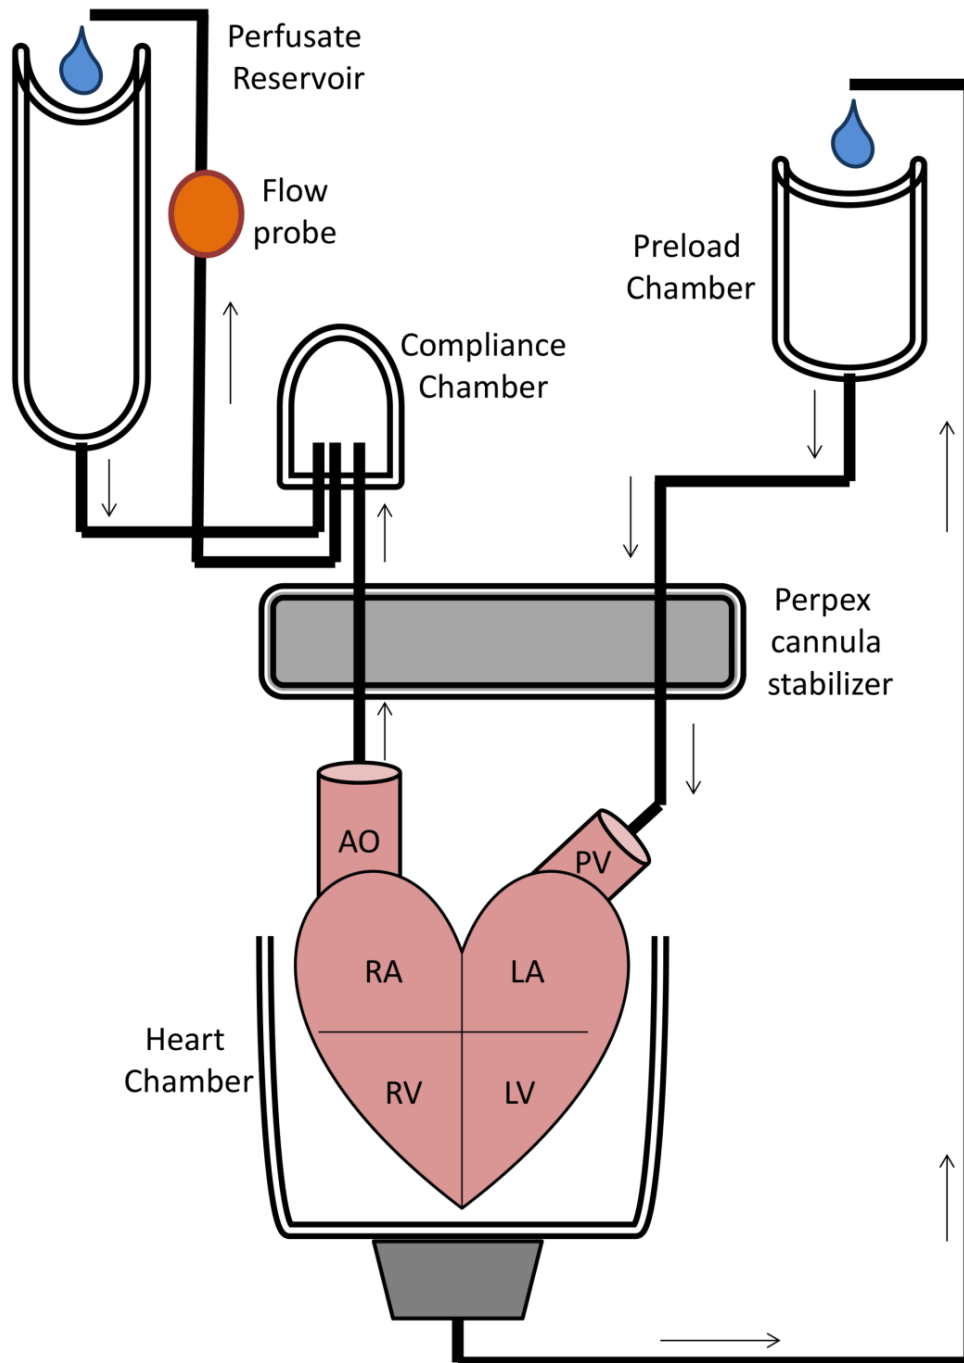 Perfusate
Reservoir
Flow
probe
Preload
Chamber
Compliance
Chamber
Perpex
cannula
stabilizer
AO
PV
RA
LA
Heart
Chamber
RV
LV